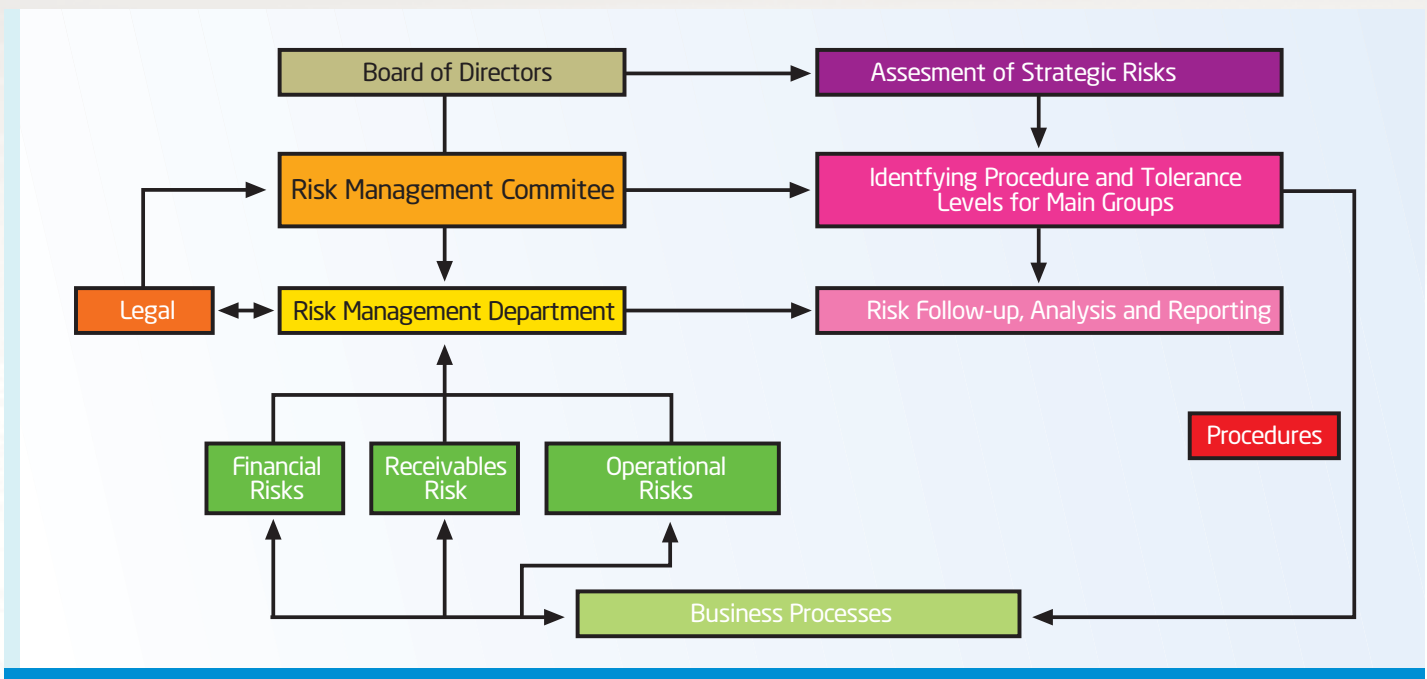 Board of Directors
Assesment of Strategic Risks
Risk Management Commitee
Identfying Procedure and Tolerance
Levels for Main Groups
Legal
Risk Management Department
Risk Follow-up, Analysis and Reporting
Procedures
Financial
Risks
Receivables
Risk
Operational
Risks
Business Processes